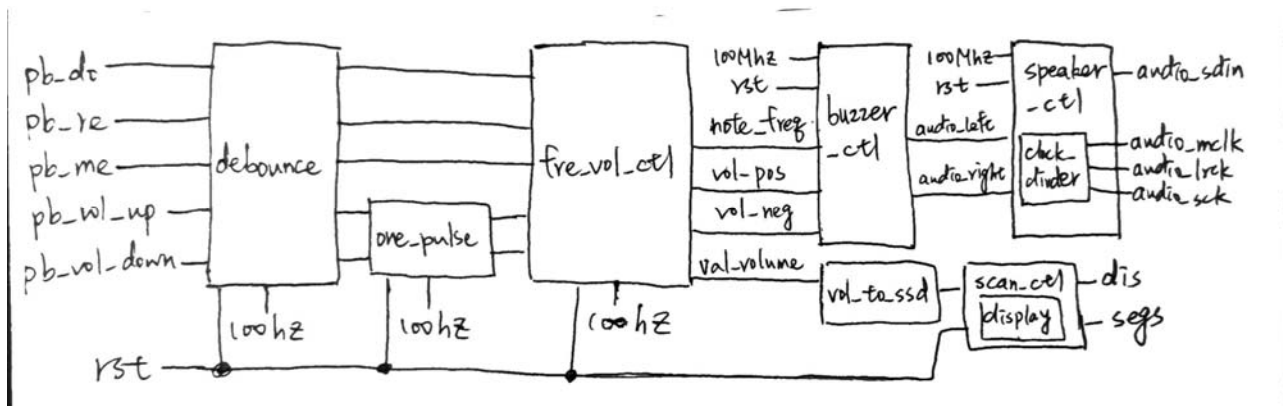 pb_do
pb_re
pb_me
pb_vol_up
pb_vol_down
rst
debounce
100hz
one_pulse
100hz
fre_vol_ctl
100hz
100Mhz
rst
note_freq
vol_pos
vol_neg
val_volume
buzzer
_ctl
vol_to_ssd
100Mhz
rst
audio_left
audio_right
speaker
_ctl
clock_
divider
scan_ctl
display
audio_sdin
audio_mclk
audio_lrck
audio_sck
dis
segs